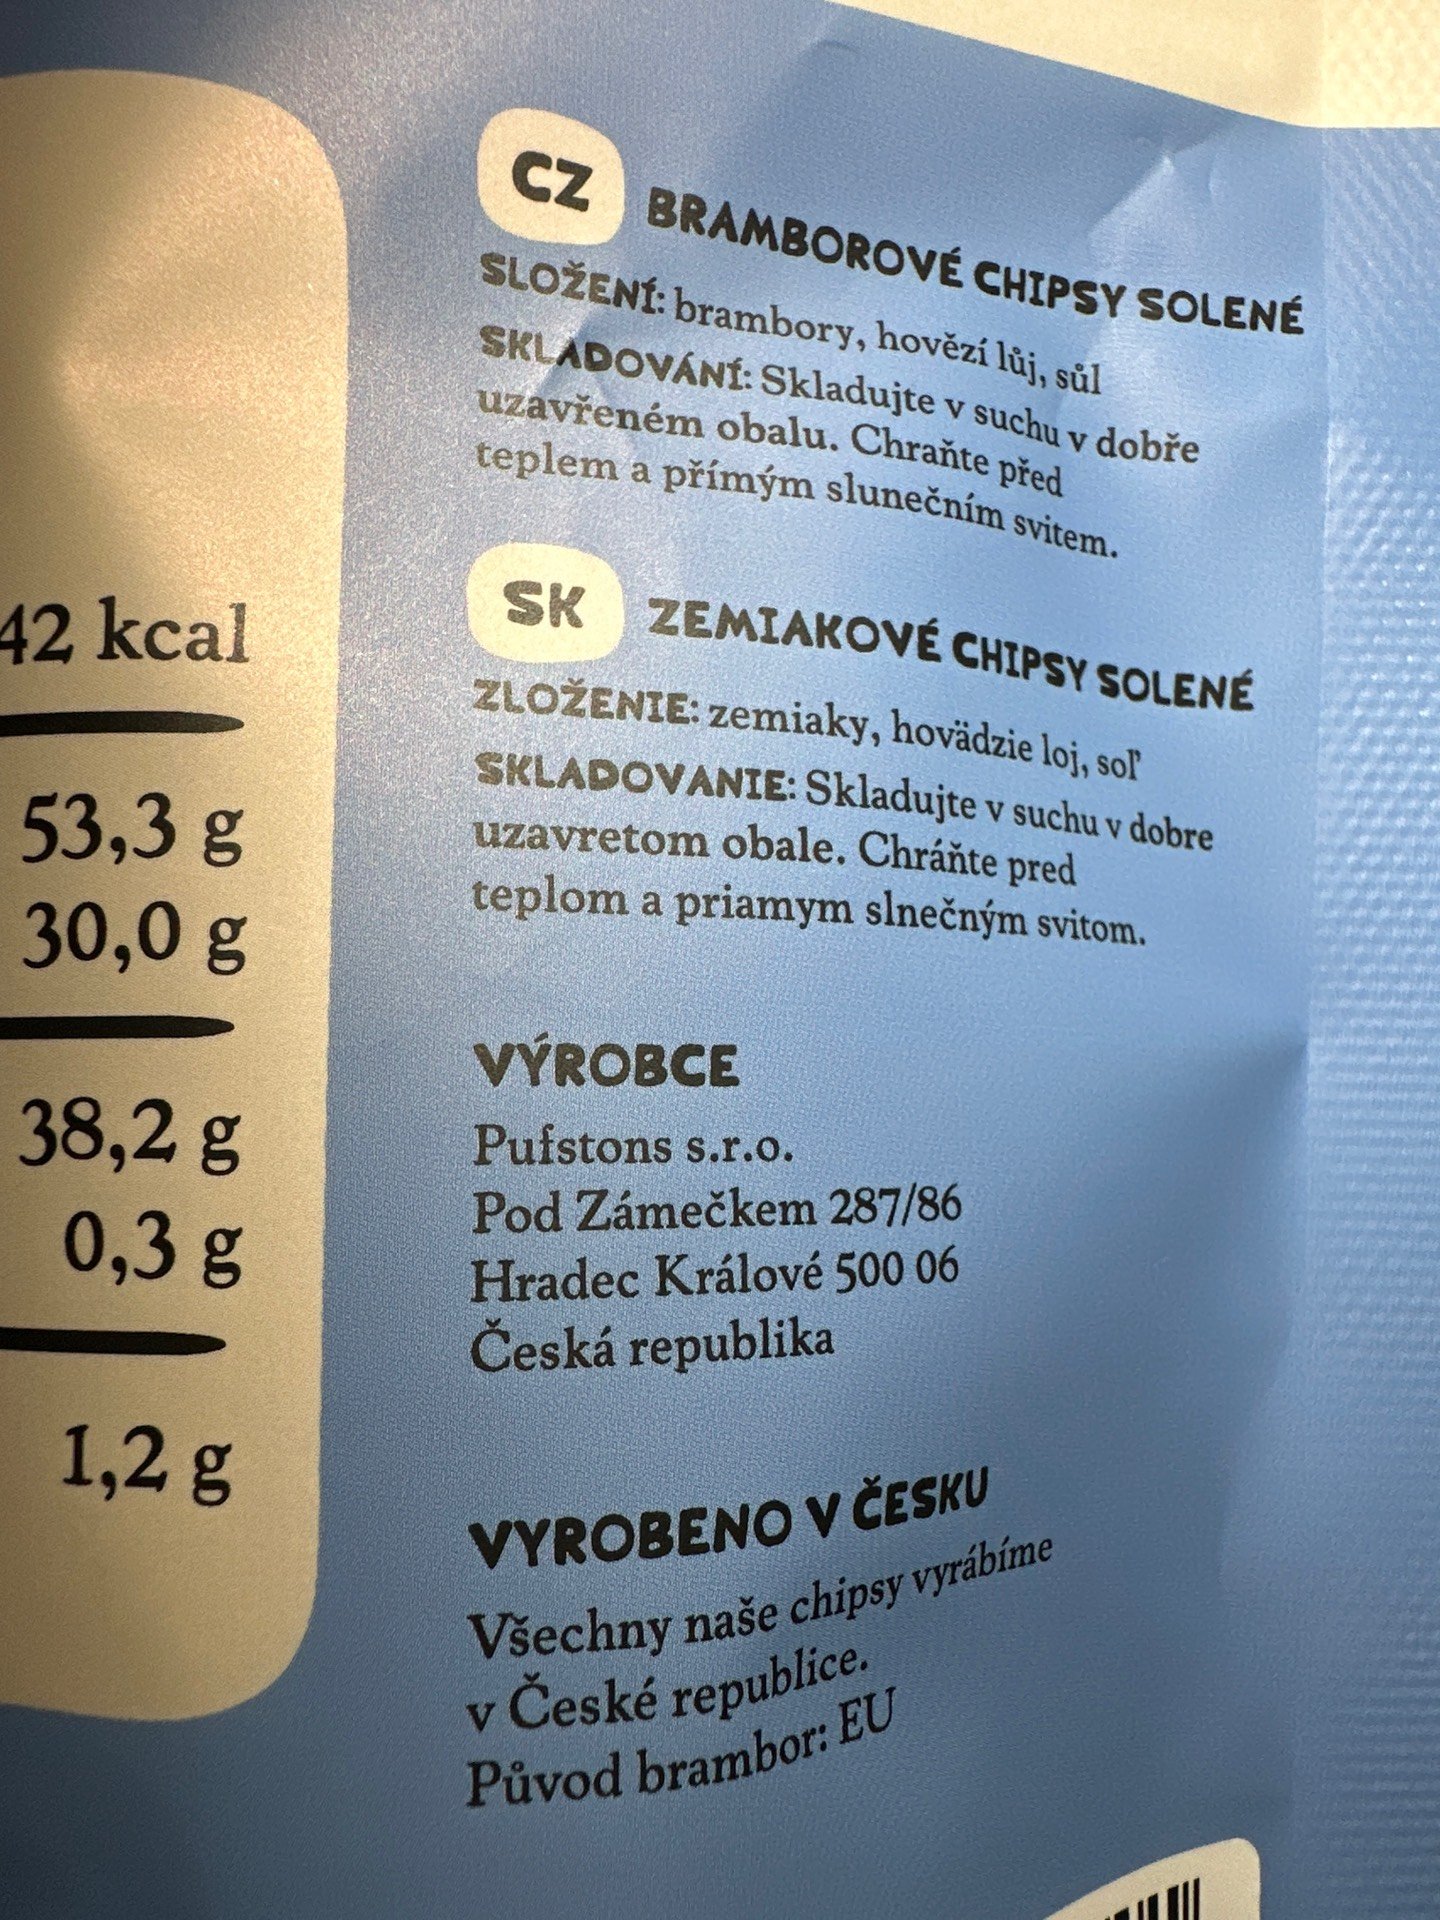 42 kcal
53,3 g
30,0 g
38,2 g
0,3 g
1,2 g
CZ BRAMBOROVÉ CHIPSY SOLENÉ
SLOŽENÍ: brambory, hovězí lůj, sůl
SKLADOVÁNÍ: Skladujte v suchu v dobře
uzavřeném obalu. Chraňte před
teplem a přímým slunečním svitem.
SK ZEMIAKOVÉ CHIPSY SOLENÉ
ZLOŽENIE: zemiaky, hovädzie loj, soľ
SKLADOVANIE: Skladujte v suchu v dobre
uzavretom obale. Chráňte pred
teplom a priamym slnečným svitom.
VÝROBCE
Pufstons s.r.o.
Pod Zámečkem 287/86
Hradec Králové 500 06
Česká republika
VYROBENO V ČESKU
Všechny naše chipsy vyrábíme
v České republice.
Původ brambor: EU